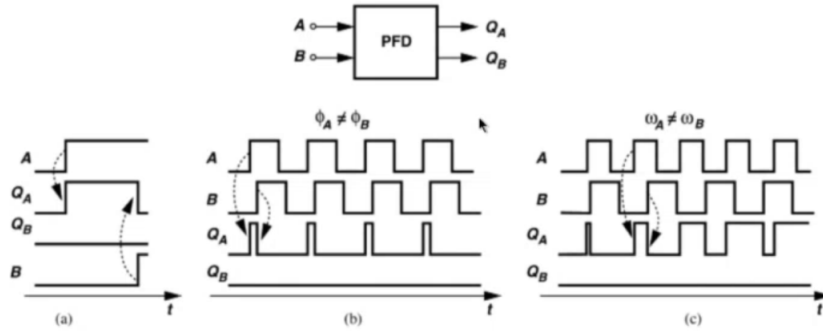 A PFD Q_A
B Q_B
φ_A ≠ φ_B ω_A ≠ ω_B
A A A
Q_A B B
Q_B Q_A Q_A
B Q_B Q_B
t t t
(a) (b) (c)